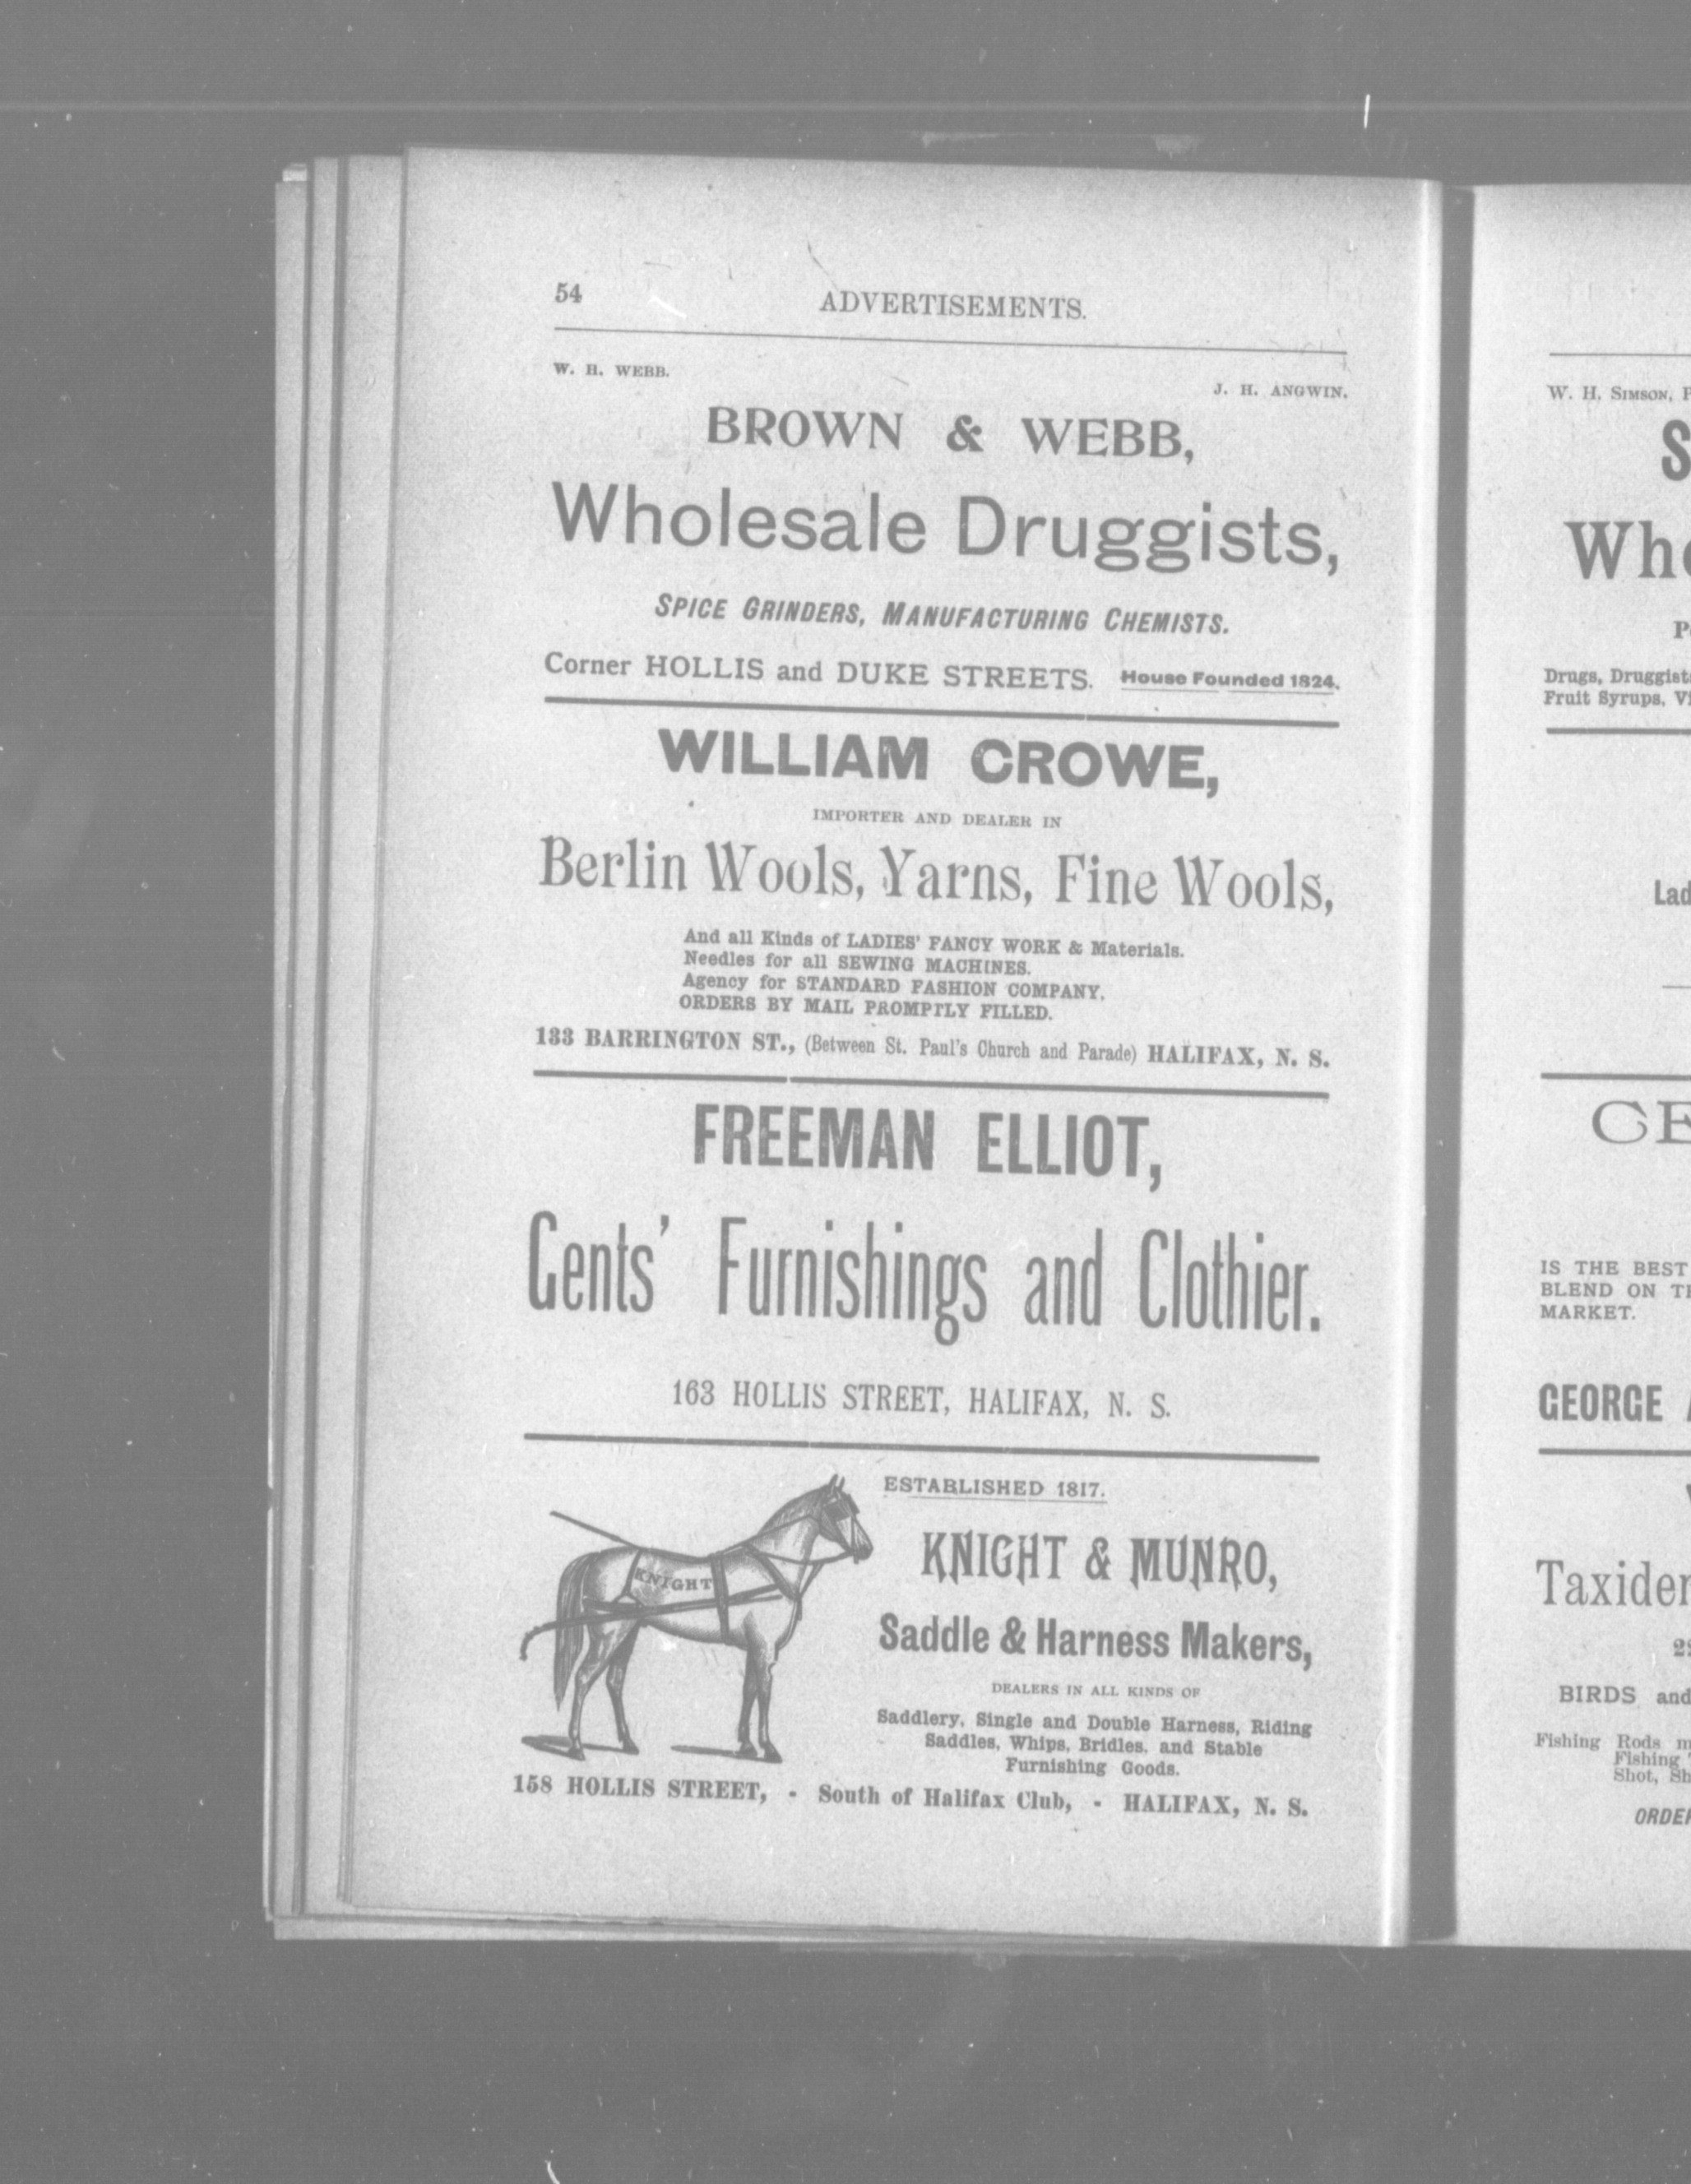 54
ADVERTISEMENTS.
W. H. WEBB.
J. H. ANGWIN.
BROWN & WEBB,
Wholesale Druggists,
SPICE GRINDERS, MANUFACTURING CHEMISTS.
Corner HOLLIS and DUKE STREETS. House Founded 1824.
WILLIAM CROWE,
IMPORTER AND DEALER IN
Berlin Wools, Yarns, Fine Wools,
And all Kinds of LADIES' FANCY WORK & Materials.
Needles for all SEWING MACHINES.
Agency for STANDARD FASHION COMPANY.
ORDERS BY MAIL PROMPTLY FILLED.
133 BARRINGTON ST., (Between St. Paul's Church and Parade) HALIFAX, N. S.
FREEMAN ELLIOT,
Gents' Furnishings and Clothier.
163 HOLLIS STREET, HALIFAX, N. S.
ESTABLISHED 1817.
KNIGHT
KNIGHT & MUNRO,
Saddle & Harness Makers,
DEALERS IN ALL KINDS OF
Saddlery, Single and Double Harness, Riding
Saddles, Whips, Bridles, and Stable
Furnishing Goods.
158 HOLLIS STREET, - South of Halifax Club, - HALIFAX, N. S.
W. H. SIMSON,
Drugs,
Fruit Syrups,
IS THE BEST
BLEND ON
MARKET.
GEORGE
BIRDS and
Fishing Rods
Fishing
Shot,